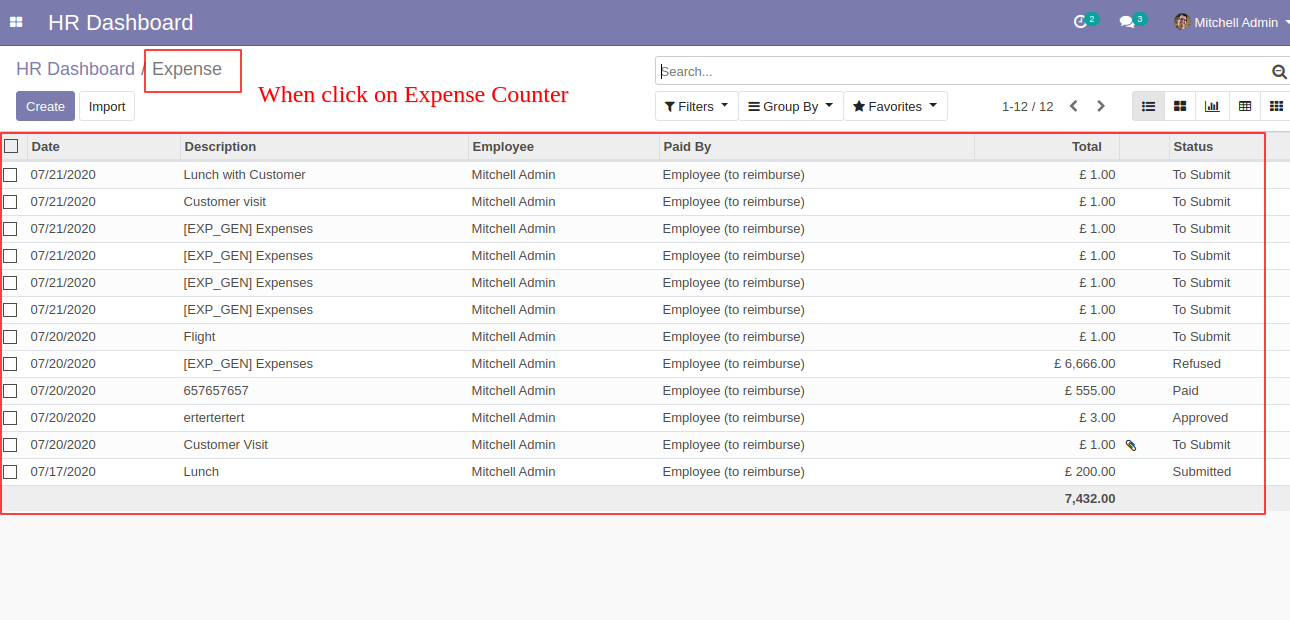 HR Dashboard 2 3 Mitchell Admin
HR Dashboard / Expense
Search...
When click on Expense Counter
Create Import Filters Group By Favorites 1-12 / 12
Date Description Employee Paid By Total Status
07/21/2020 Lunch with Customer Mitchell Admin Employee (to reimburse) £ 1.00 To Submit
07/21/2020 Customer visit Mitchell Admin Employee (to reimburse) £ 1.00 To Submit
07/21/2020 [EXP_GEN] Expenses Mitchell Admin Employee (to reimburse) £ 1.00 To Submit
07/21/2020 [EXP_GEN] Expenses Mitchell Admin Employee (to reimburse) £ 1.00 To Submit
07/21/2020 [EXP_GEN] Expenses Mitchell Admin Employee (to reimburse) £ 1.00 To Submit
07/21/2020 [EXP_GEN] Expenses Mitchell Admin Employee (to reimburse) £ 1.00 To Submit
07/20/2020 Flight Mitchell Admin Employee (to reimburse) £ 1.00 To Submit
07/20/2020 [EXP_GEN] Expenses Mitchell Admin Employee (to reimburse) £ 6,666.00 Refused
07/20/2020 657657657 Mitchell Admin Employee (to reimburse) £ 555.00 Paid
07/20/2020 ertertertert Mitchell Admin Employee (to reimburse) £ 3.00 Approved
07/20/2020 Customer Visit Mitchell Admin Employee (to reimburse) £ 1.00 To Submit
07/17/2020 Lunch Mitchell Admin Employee (to reimburse) £ 200.00 Submitted
7,432.00